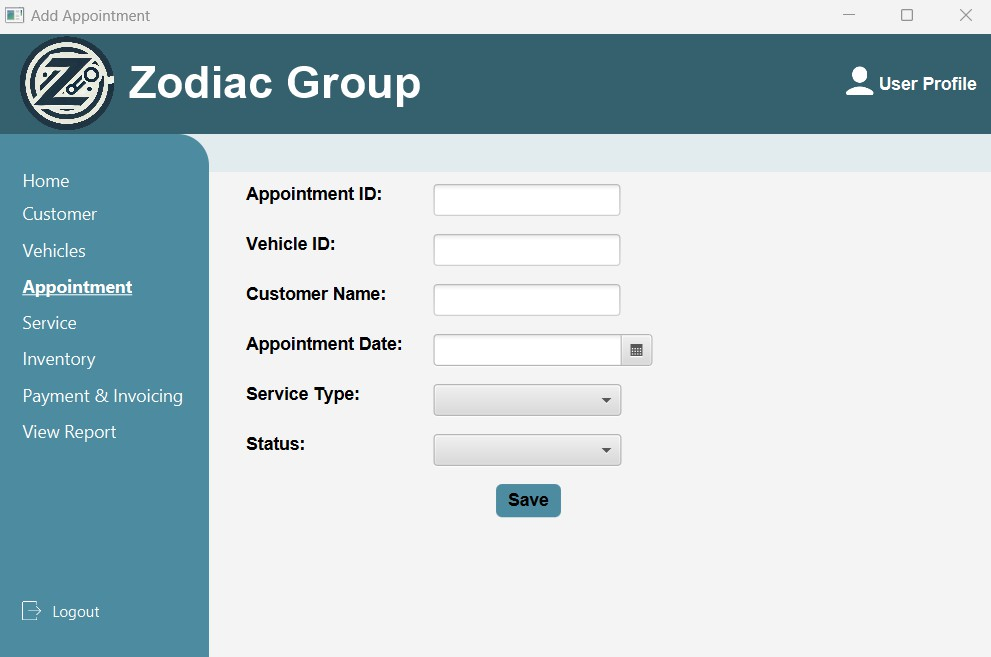 Add Appointment
Zodiac Group
User Profile
Home
Customer
Vehicles
Appointment
Service
Inventory
Payment & Invoicing
View Report
Logout
Appointment ID:
Vehicle ID:
Customer Name:
Appointment Date:
Service Type:
Status:
Save